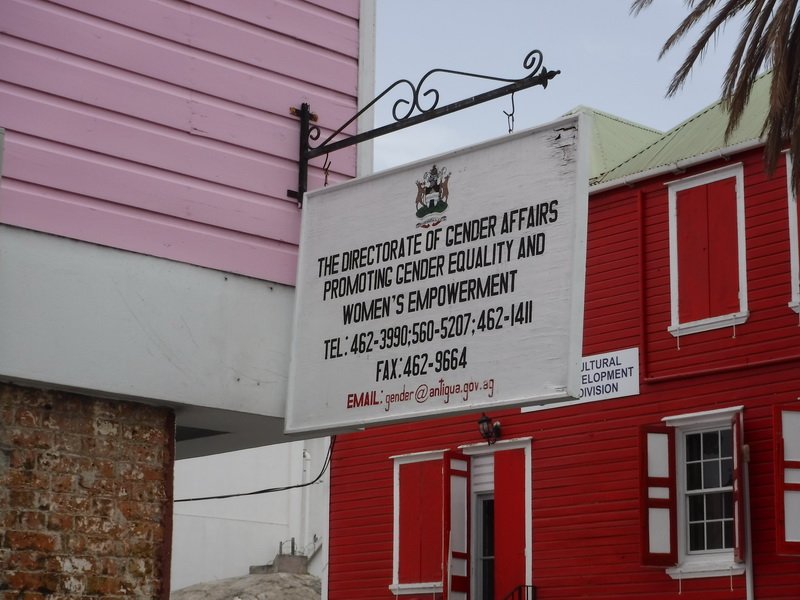 THE DIRECTORATE OF GENDER AFFAIRS
PROMOTING GENDER EQUALITY AND
WOMEN'S EMPOWERMENT
TEL: 462-3990;560-5207;462-1411
FAX: 462-9664
EMAIL: gender@antigua.gov.ag
ULTURAL
ELOPMENT
DIVISION